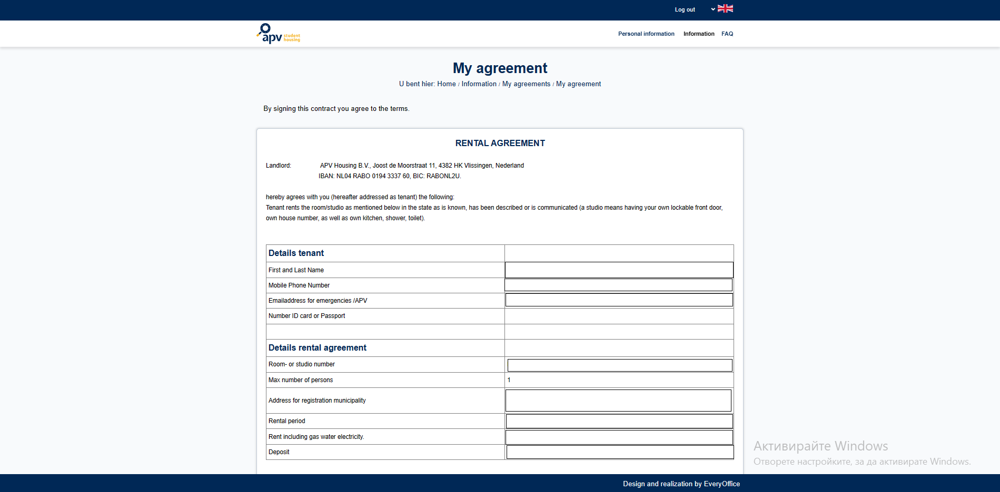 Log out
apv student housing
Personal information Information FAQ
My agreement
U bent hier: Home / Information / My agreements / My agreement
By signing this contract you agree to the terms.
RENTAL AGREEMENT
Landlord: APV Housing B.V., Joost de Moorstraat 11, 4382 HK Vlissingen, Nederland
IBAN: NL04 RABO 0194 3337 60, BIC: RABONL2U.
hereby agrees with you (hereafter addressed as tenant) the following:
Tenant rents the room/studio as mentioned below in the state as is known, has been described or is communicated (a studio means having your own lockable front door,
own house number, as well as own kitchen, shower, toilet).
Details tenant
First and Last Name
Mobile Phone Number
Emailaddress for emergencies /APV
Number ID card or Passport
Details rental agreement
Room- or studio number
Max number of persons 1
Address for registration municipality
Rental period
Rent including gas water electricity.
Deposit
Активирайте Windows
Отворете настройките, за да активирате Windows.
Design and realization by EveryOffice